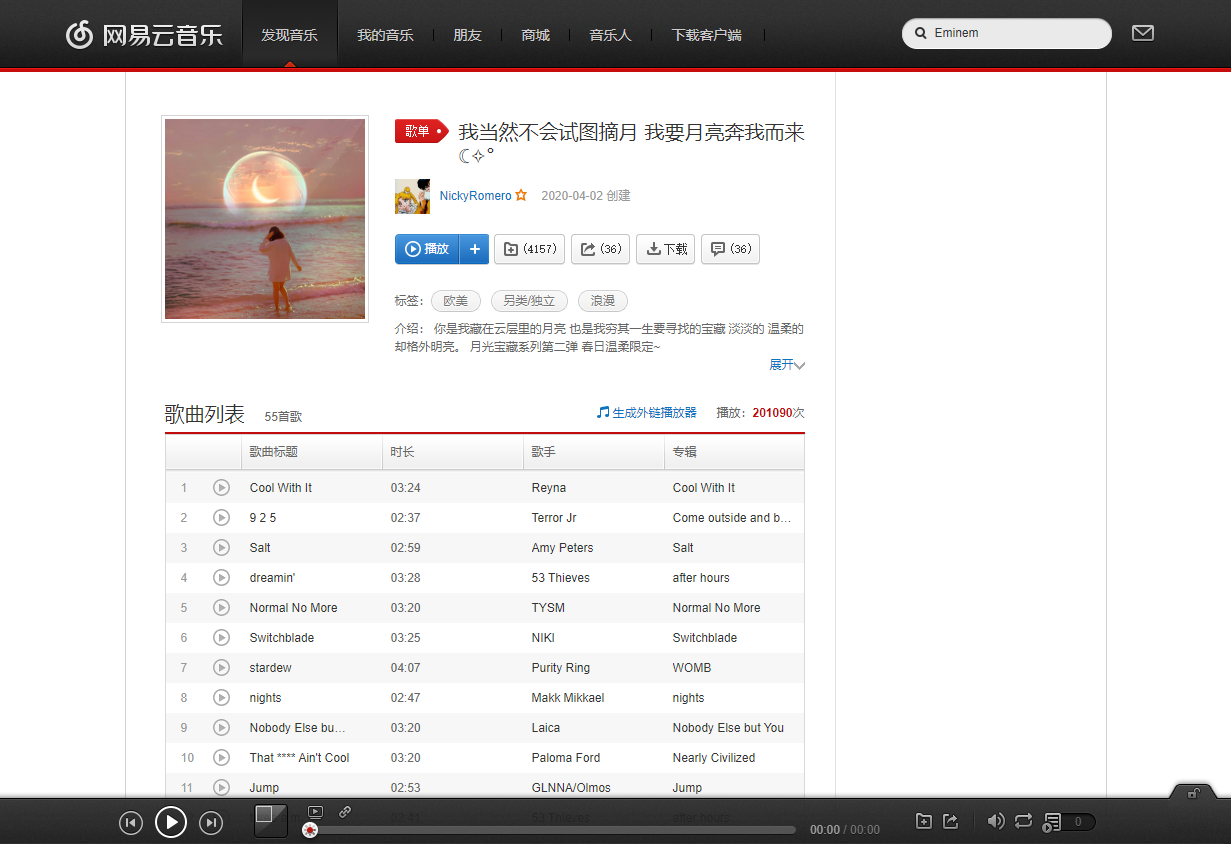 网易云音乐 发现音乐 我的音乐 朋友 商城 音乐人 下载客户端 Eminem
歌单 我当然不会试图摘月 我要月亮奔我而来
☾✧°
NickyRomero 2020-04-02 创建
播放 + (4157) (36) 下载 (36)
标签： 欧美 另类/独立 浪漫
介绍： 你是我藏在云层里的月亮 也是我穷其一生要寻找的宝藏 淡淡的 温柔的
却格外明亮。 月光宝藏系列第二弹 春日温柔限定~
展开
歌曲列表 55首歌 生成外链播放器 播放：201090次
歌曲标题 时长 歌手 专辑
1 Cool With It 03:24 Reyna Cool With It
2 9 2 5 02:37 Terror Jr Come outside and b...
3 Salt 02:59 Amy Peters Salt
4 dreamin' 03:28 53 Thieves after hours
5 Normal No More 03:20 TYSM Normal No More
6 Switchblade 03:25 NIKI Switchblade
7 stardew 04:07 Purity Ring WOMB
8 nights 02:47 Makk Mikkael nights
9 Nobody Else bu... 03:20 Laica Nobody Else but You
10 That **** Ain't Cool 03:20 Paloma Ford Nearly Civilized
11 Jump 02:53 GLNNA/Olmos Jump
02:41 53 Thieves after hours
00:00 / 00:00 0